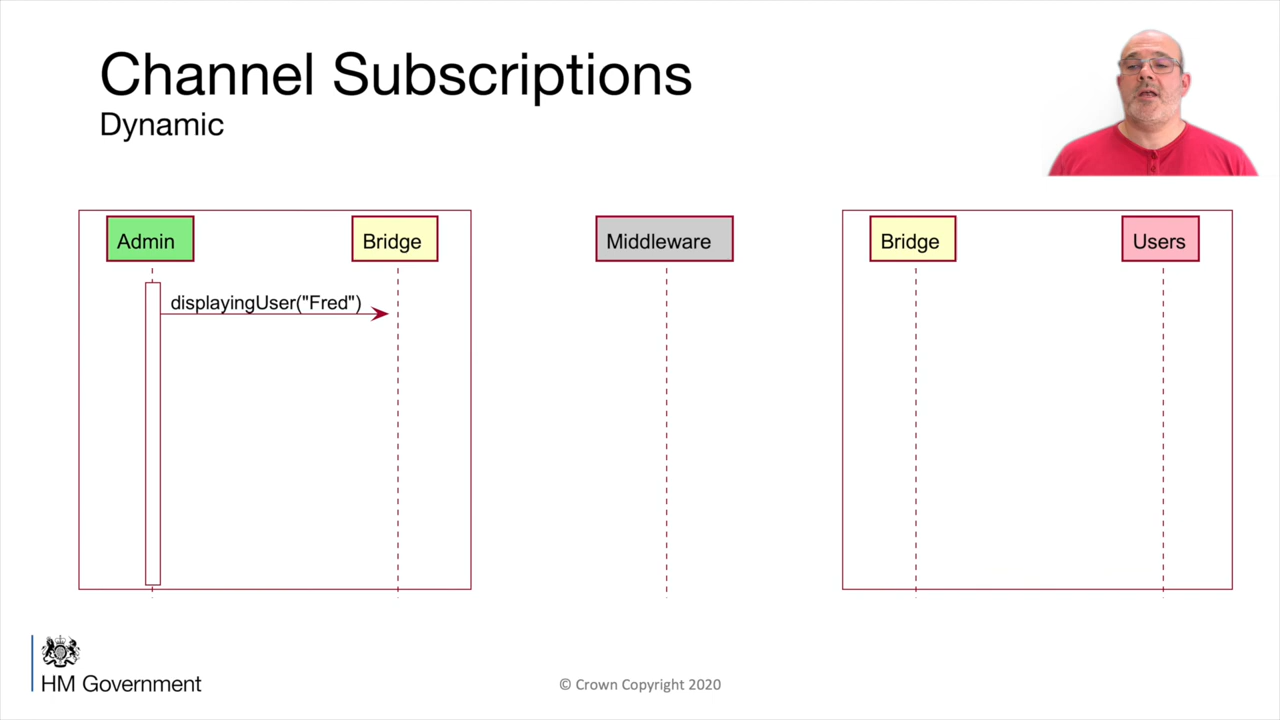 Channel Subscriptions
Dynamic
Admin
Bridge
Middleware
Bridge
Users
displayingUser("Fred")
HM Government
© Crown Copyright 2020